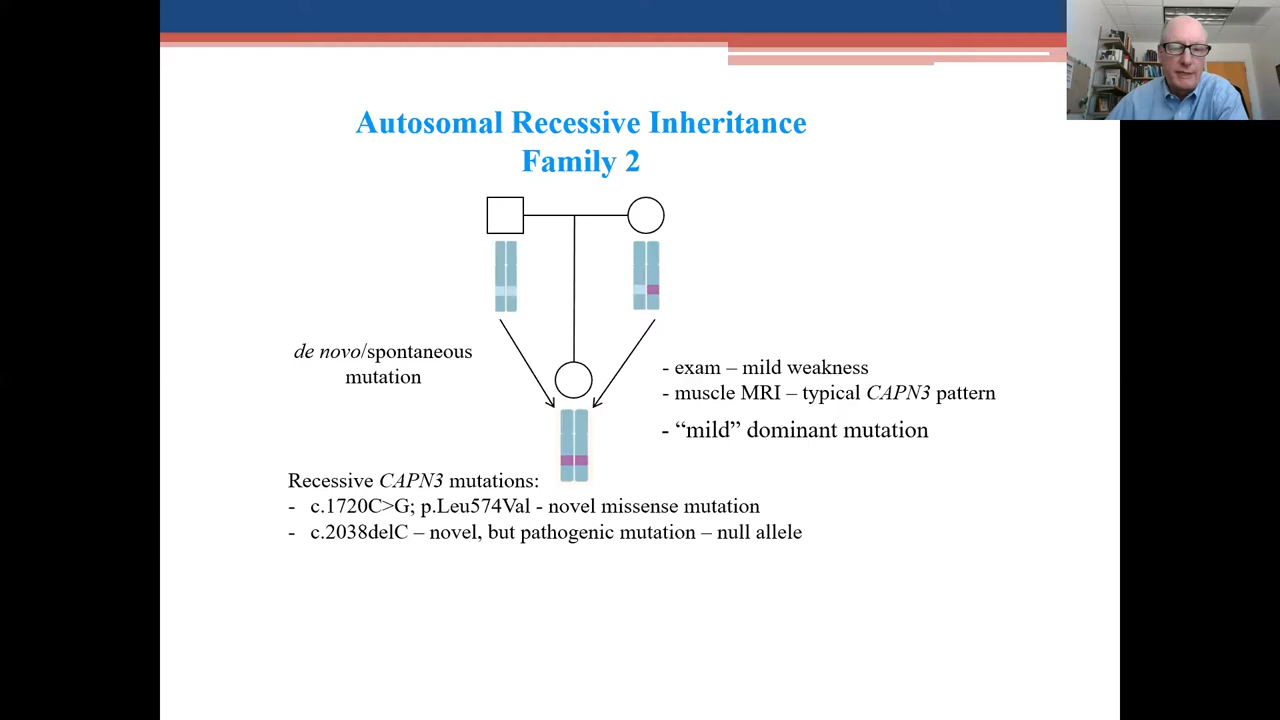 Autosomal Recessive Inheritance
Family 2
de novo/spontaneous
mutation
- exam – mild weakness
- muscle MRI – typical CAPN3 pattern
- “mild” dominant mutation
Recessive CAPN3 mutations:
- c.1720C>G; p.Leu574Val - novel missense mutation
- c.2038delC – novel, but pathogenic mutation – null allele